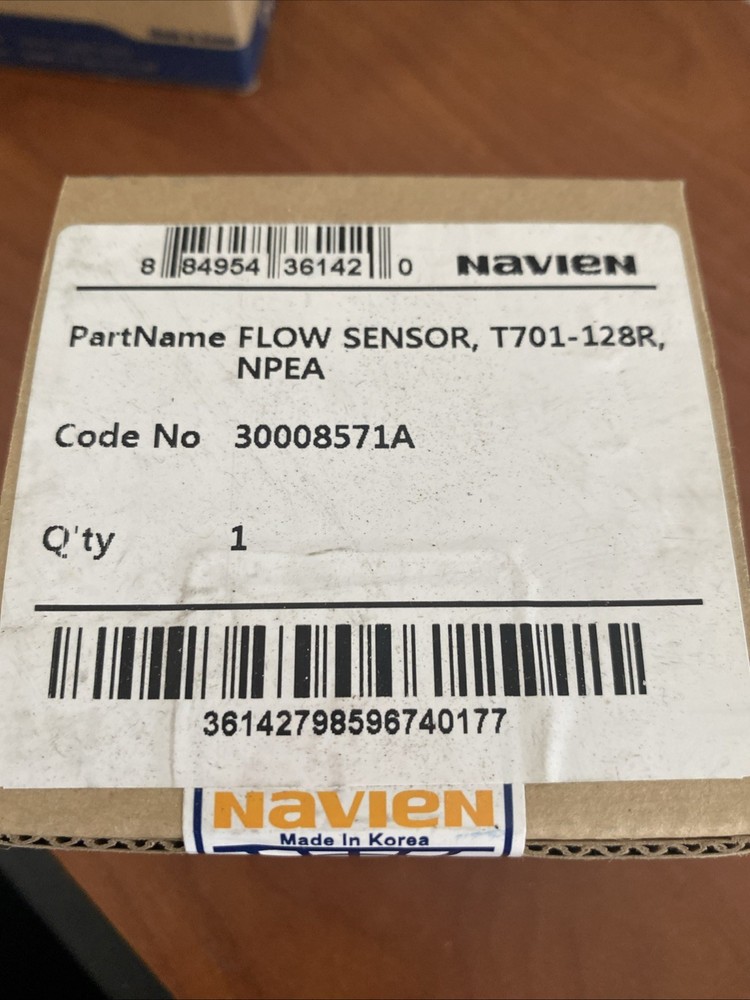 8 84954 36142 0 NAVIEN
PartName FLOW SENSOR, T701-128R,
NPEA
Code No 30008571A
Q'ty 1
36142798596740177
NAVIEN
Made In Korea